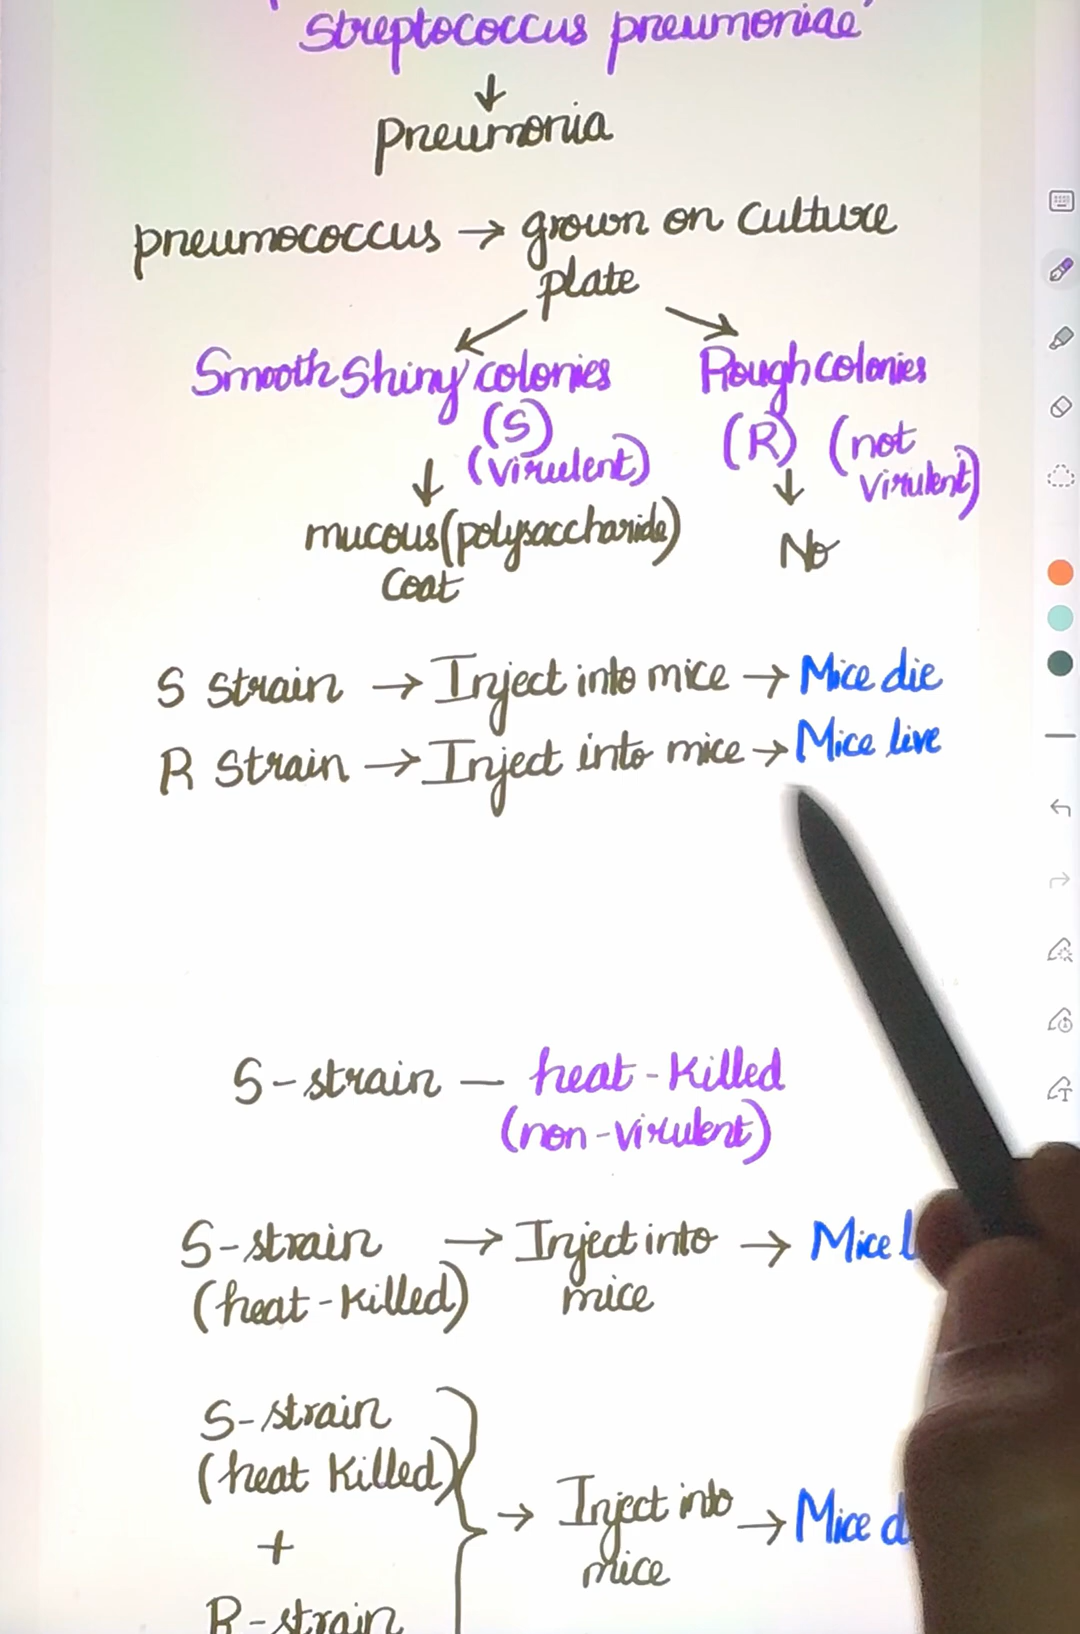 'Streptococcus pneumoniae'
↓
Pneumonia
pneumococcus → grown on culture
plate
Smooth Shiny colonies
(S)
(virulent)
↓
mucous (polysaccharide)
coat
Rough colonies
(R) (not
virulent)
↓
No
S strain → Inject into mice → Mice die
R strain → Inject into mice → Mice live
S-strain — heat-killed
(non-virulent)
S-strain → Inject into → Mice
(heat-killed) mice
S-strain
(heat killed)
+
R-strain
→ Inject into → Mice
mice